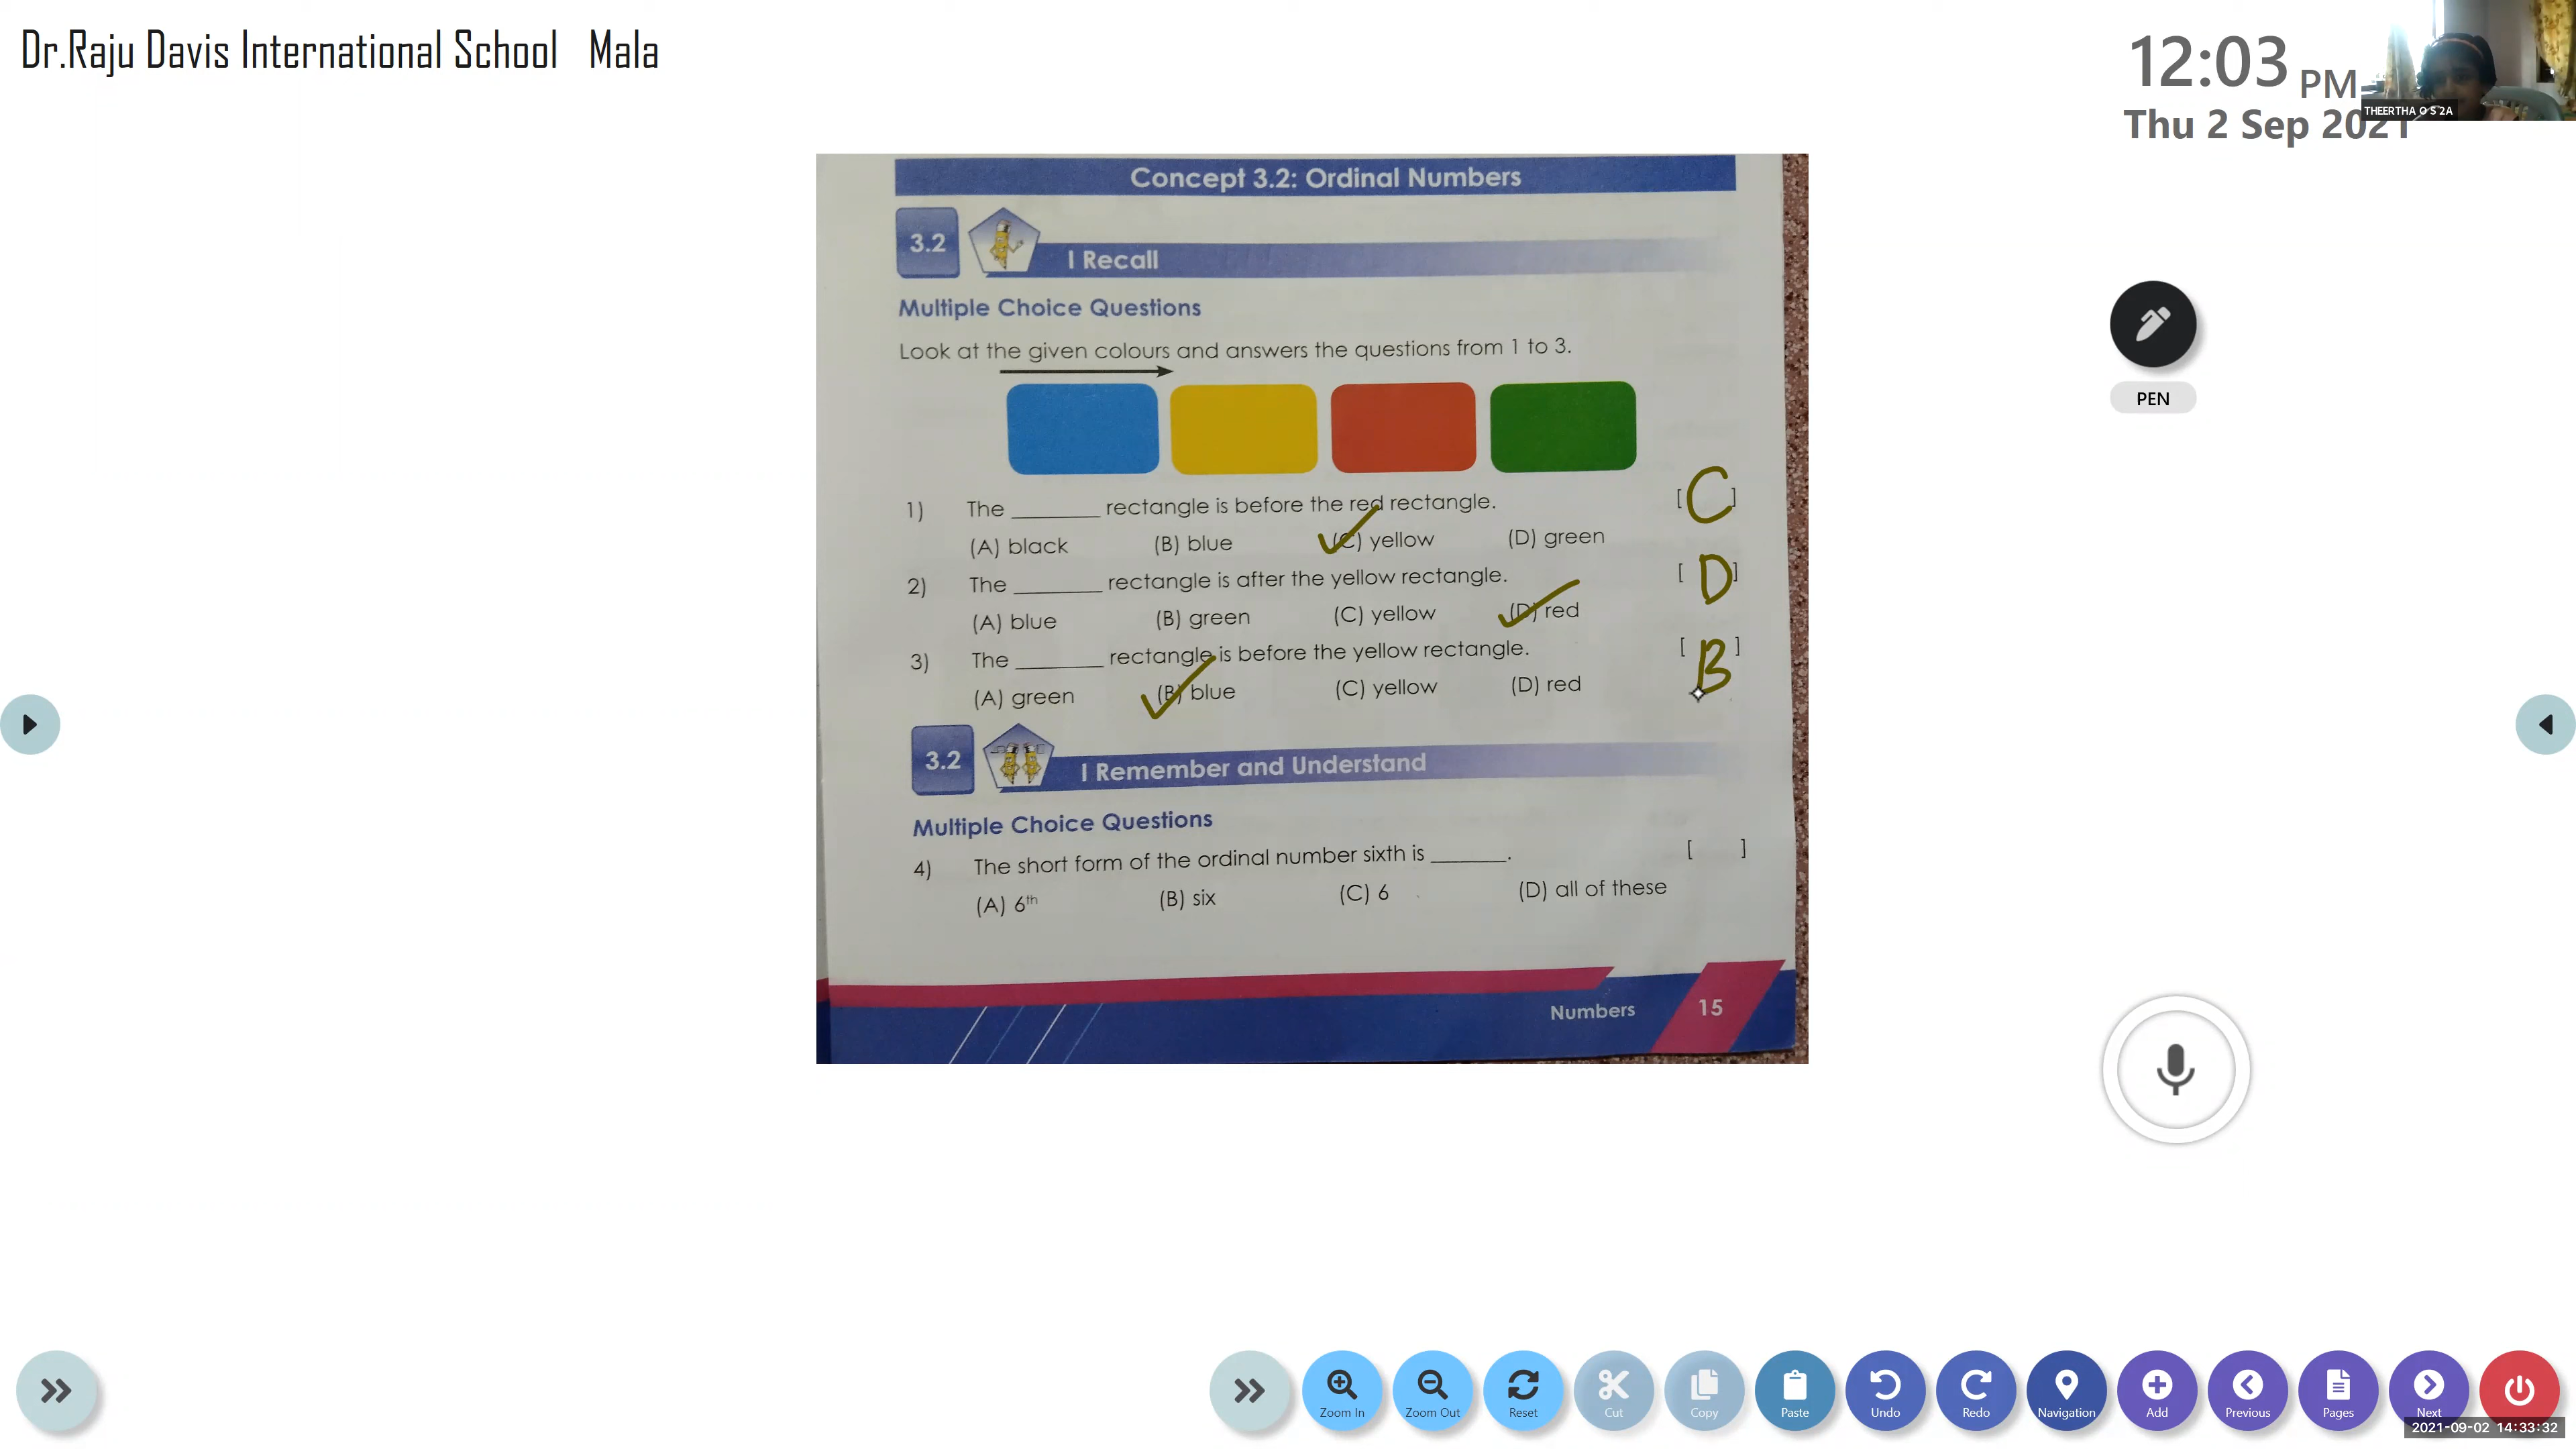 Dr.Raju Davis International School Mala
12:03 PM
Thu 2 Sep 2021
THEERTHA O S 2A
Concept 3.2: Ordinal Numbers
3.2
I Recall
Multiple Choice Questions
Look at the given colours and answers the questions from 1 to 3.
1) The ________ rectangle is before the red rectangle. [C]
(A) black (B) blue (C) yellow (D) green
2) The ________ rectangle is after the yellow rectangle. [D]
(A) blue (B) green (C) yellow (D) red
3) The ________ rectangle is before the yellow rectangle. [B]
(A) green (B) blue (C) yellow (D) red
3.2
I Remember and Understand
Multiple Choice Questions
4) The short form of the ordinal number sixth is _______. [ ]
(A) 6th (B) six (C) 6 (D) all of these
Numbers 15
PEN
Zoom In Zoom Out Reset Cut Copy Paste Undo Redo Navigation Add Previous Pages Next
2021-09-02 14:33:32